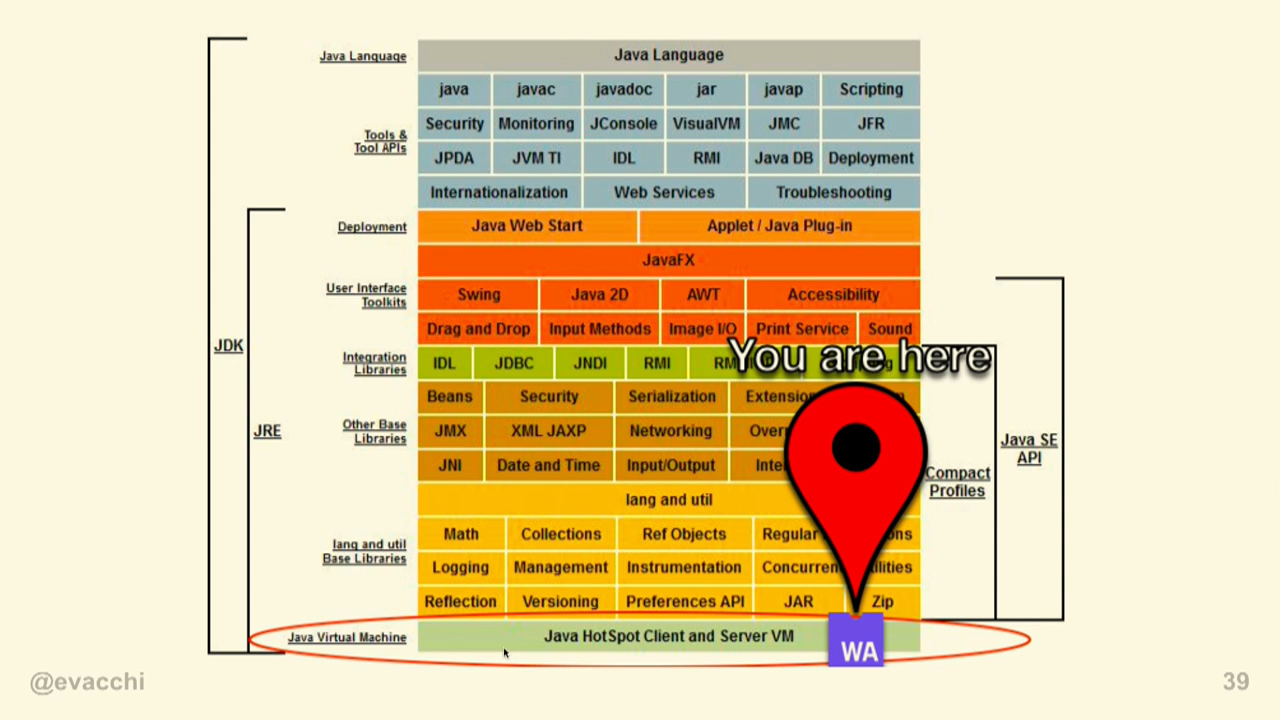 Java Language Java Language
java javac javadoc jar javap Scripting
Tools &
Tool APIs
Security Monitoring JConsole VisualVM JMC JFR
JPDA JVM TI IDL RMI Java DB Deployment
Internationalization Web Services Troubleshooting
Deployment Java Web Start Applet / Java Plug-in
JavaFX
User Interface
Toolkits
Swing Java 2D AWT Accessibility
Drag and Drop Input Methods Image I/O Print Service Sound
JDK
You are here
Integration
Libraries
IDL JDBC JNDI RMI
Beans Security Serialization
JRE
Other Base
Libraries
JMX XML JAXP Networking
Java SE
API
JNI Date and Time Input/Output
Compact
Profiles
lang and util
lang and util
Base Libraries
Math Collections Ref Objects Regular
Logging Management Instrumentation
Reflection Versioning Preferences API JAR Zip
Java Virtual Machine Java HotSpot Client and Server VM
WA
@evacchi 39